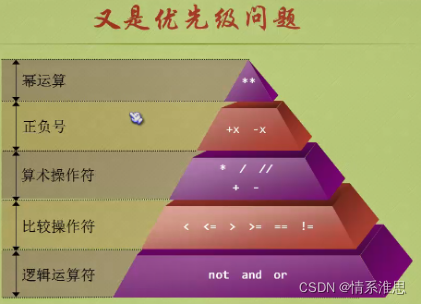 又是优先级问题
幂运算
**
正负号
+x -x
算术操作符
* / //
+ -
比较操作符
< <= > >= == !=
逻辑运算符
not and or
CSDN @情系淮思